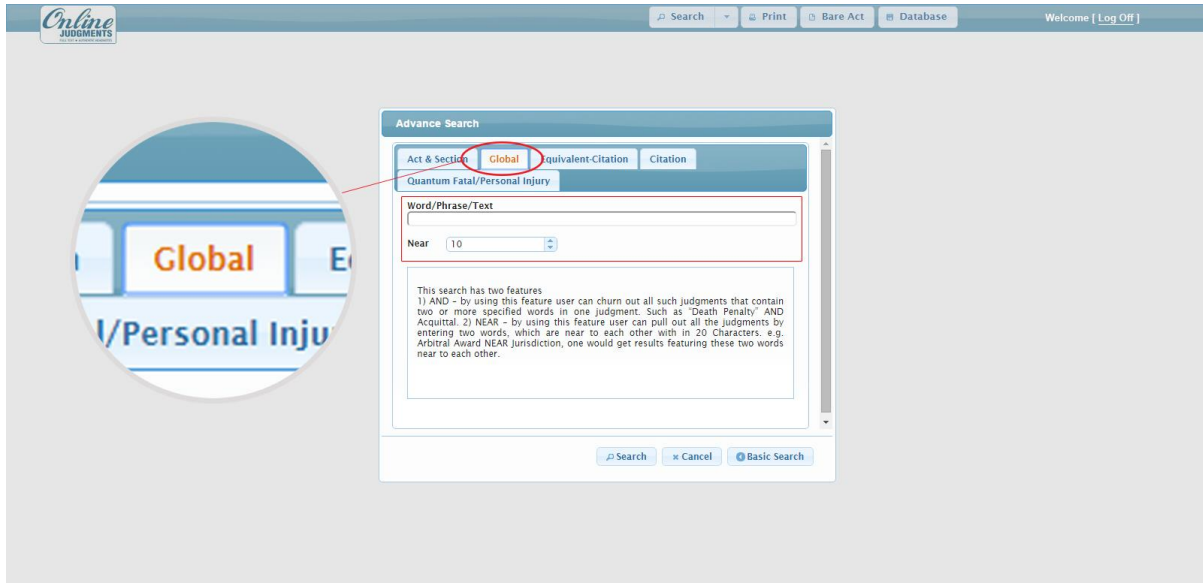 Online
JUDGMENTS
Search
Print
Bare Act
Database
Welcome [ Log Off ]
Advance Search
Act & Section
Global
Equivalent-Citation
Citation
Quantum Fatal/Personal Injury
Word/Phrase/Text
Near 10
This search has two features
1) AND - by using this feature user can churn out all such judgments that contain
two or more specified words in one judgment. Such as "Death Penalty" AND
Acquittal. 2) NEAR - by using this feature user can pull out all the judgments by
entering two words, which are near to each other with in 20 Characters. e.g.
Arbitral Award NEAR Jurisdiction, one would get results featuring these two words
near to each other.
Search
Cancel
Basic Search
Global
l/Personal Inju